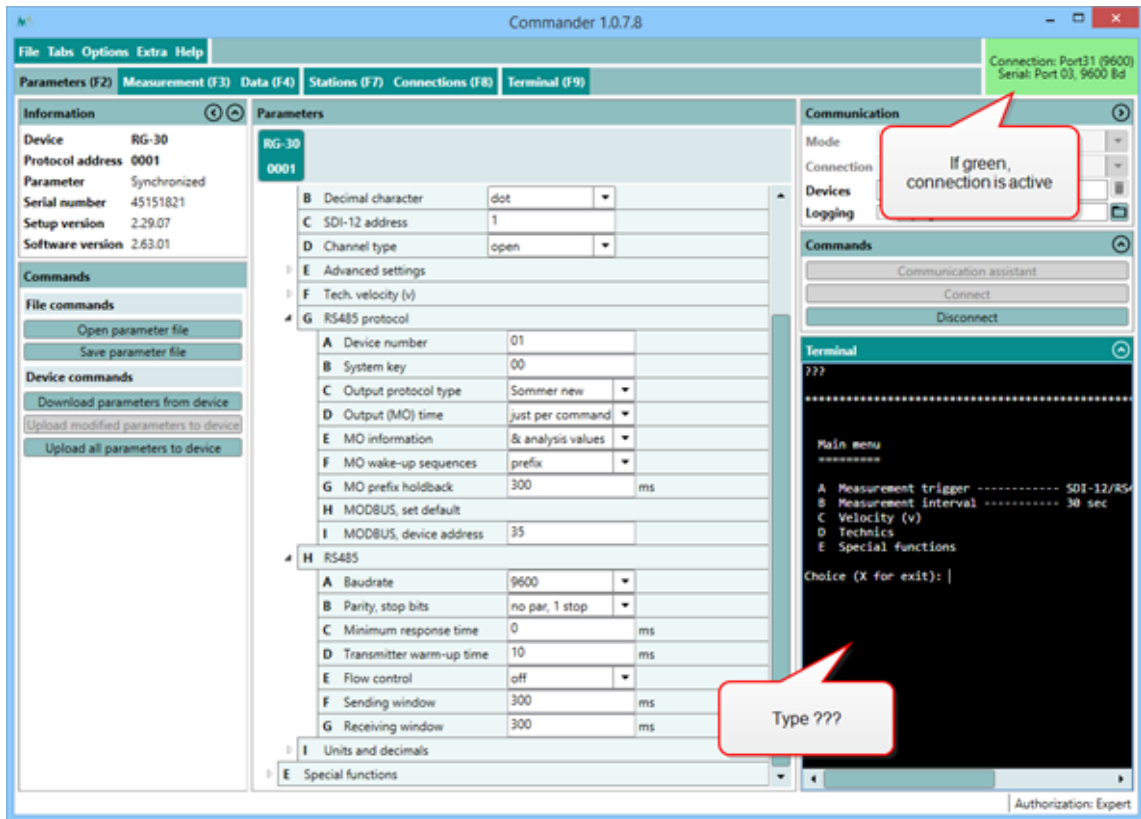 Commander 1.0.7.8
File Tabs Options Extra Help
Connection: Port31 (9600)
Serial: Port 03, 9600 Bd
Parameters (F2) Measurement (F3) Data (F4) Stations (F7) Connections (F8) Terminal (F9)
Information
Device RG-30
Protocol address 0001
Parameter Synchronized
Serial number 45151821
Setup version 2.29.07
Software version 2.63.01
Commands
File commands
Open parameter file
Save parameter file
Device commands
Download parameters from device
Upload modified parameters to device
Upload all parameters to device
Parameters
RG-30
0001
B Decimal character dot
C SDI-12 address 1
D Channel type open
E Advanced settings
F Tech. velocity (v)
G RS485 protocol
A Device number 01
B System key 00
C Output protocol type Sommer new
D Output (MO) time just per command
E MO information & analysis values
F MO wake-up sequences prefix
G MO prefix holdback 300 ms
H MODBUS, set default
I MODBUS, device address 35
H RS485
A Baudrate 9600
B Parity, stop bits no par, 1 stop
C Minimum response time 0 ms
D Transmitter warm-up time 10 ms
E Flow control off
F Sending window 300 ms
G Receiving window 300 ms
I Units and decimals
E Special functions
Communication
Mode
Connection
Devices
Logging
If green,
connection is active
Commands
Communication assistant
Connect
Disconnect
Terminal
???
Main menu
=========
A Measurement trigger ------------ SDI-12/RS4
B Measurement interval ----------- 30 sec
C Velocity (v)
D Technics
E Special functions
Choice (X for exit): |
Type ???
Authorization: Expert